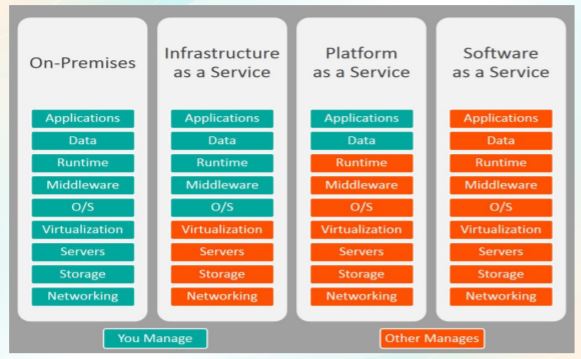 On-Premises
Applications
Data
Runtime
Middleware
O/S
Virtualization
Servers
Storage
Networking
Infrastructure
as a Service
Applications
Data
Runtime
Middleware
O/S
Virtualization
Servers
Storage
Networking
Platform
as a Service
Applications
Data
Runtime
Middleware
O/S
Virtualization
Servers
Storage
Networking
Software
as a Service
Applications
Data
Runtime
Middleware
O/S
Virtualization
Servers
Storage
Networking
You Manage
Other Manages